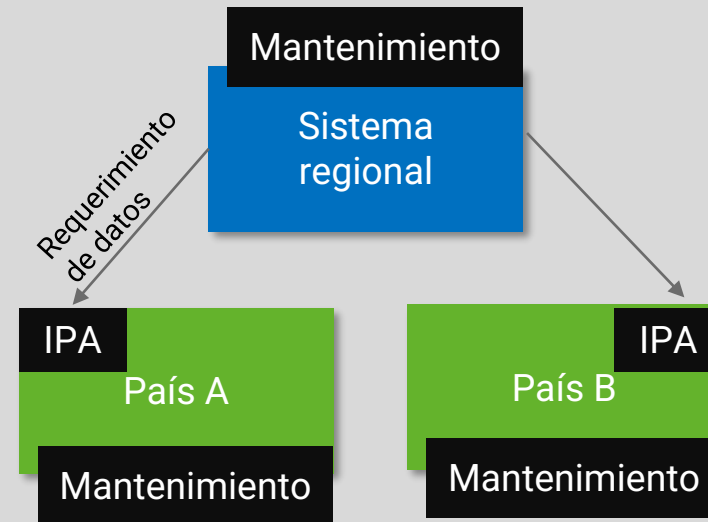 Mantenimiento
Sistema
regional
Requerimiento
de datos
IPA
País A
Mantenimiento
IPA
País B
Mantenimiento